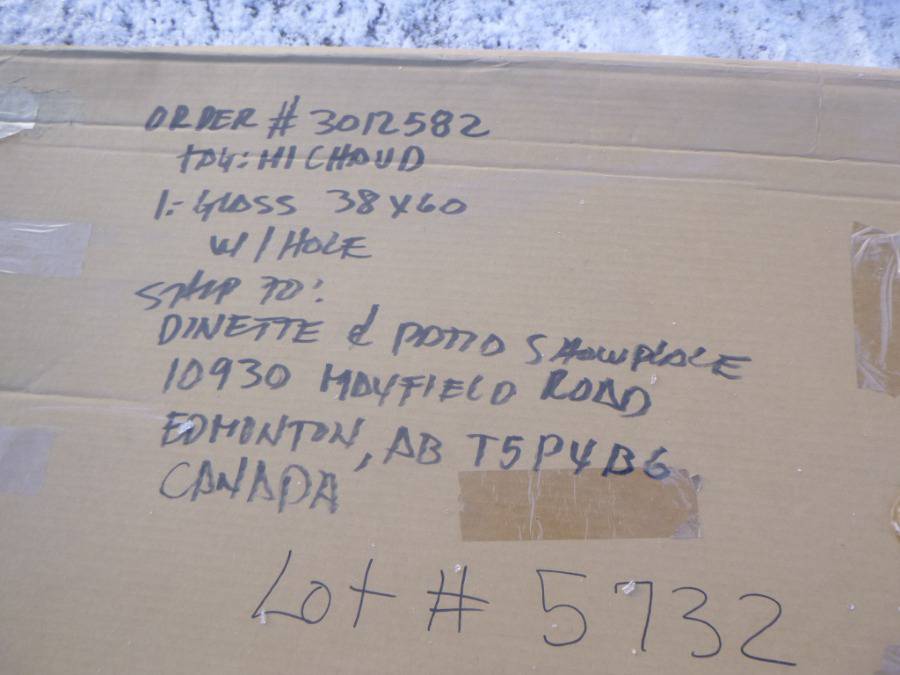 ORDER # 3012582
TAG: MICHAUD
1.- GLASS 38X60
W/HOLE
SHIP TO:
DINETTE & PATIO SHOWPLACE
10930 MAYFIELD ROAD
EDMONTON, AB T5P4B6
CANADA
Lot # 5732